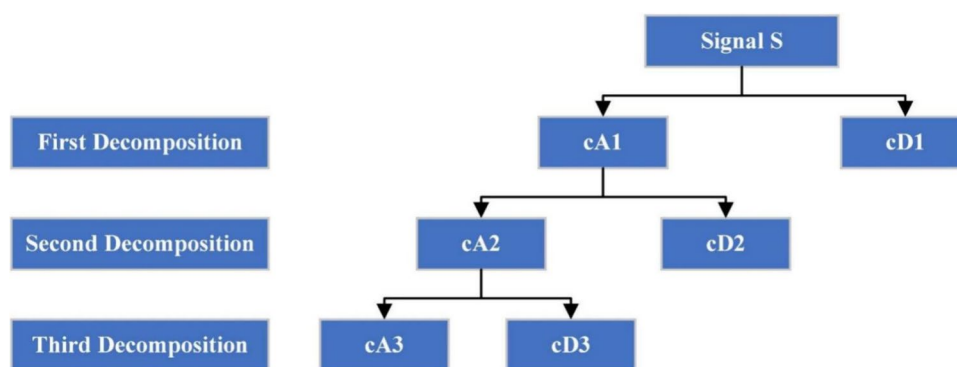 Signal S
First Decomposition
cA1
cD1
Second Decomposition
cA2
cD2
Third Decomposition
cA3
cD3